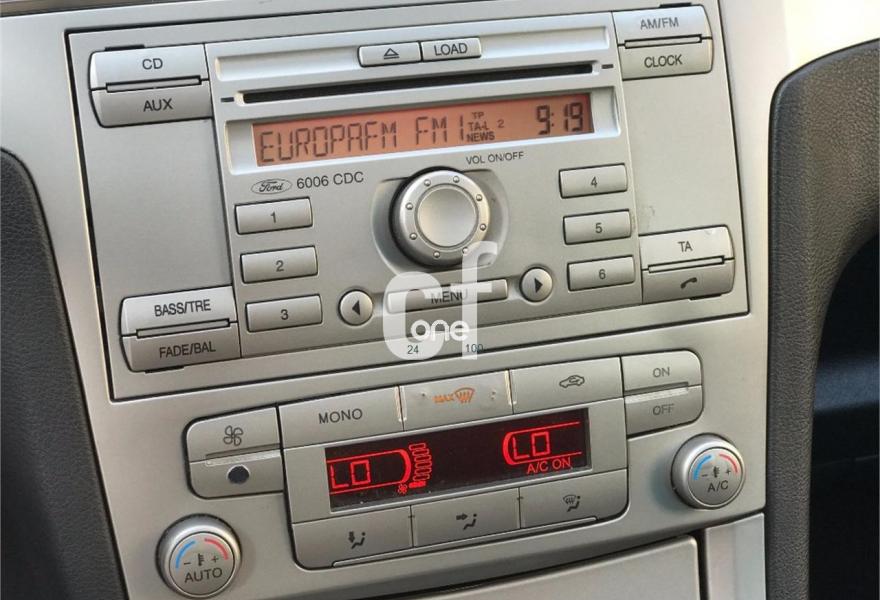 LOAD
AM/FM
CD
CLOCK
AUX
EUROPAFM FM1 TP TA-L NEWS 2 9:19
VOL ON/OFF
Ford 6006 CDC
1
4
2
5
3
6
TA
BASS/TRE
MENU
FADE/BAL
cf one
24 100
MONO
MAX
ON
OFF
LO
LO
A/C ON
- + A/C
- + AUTO